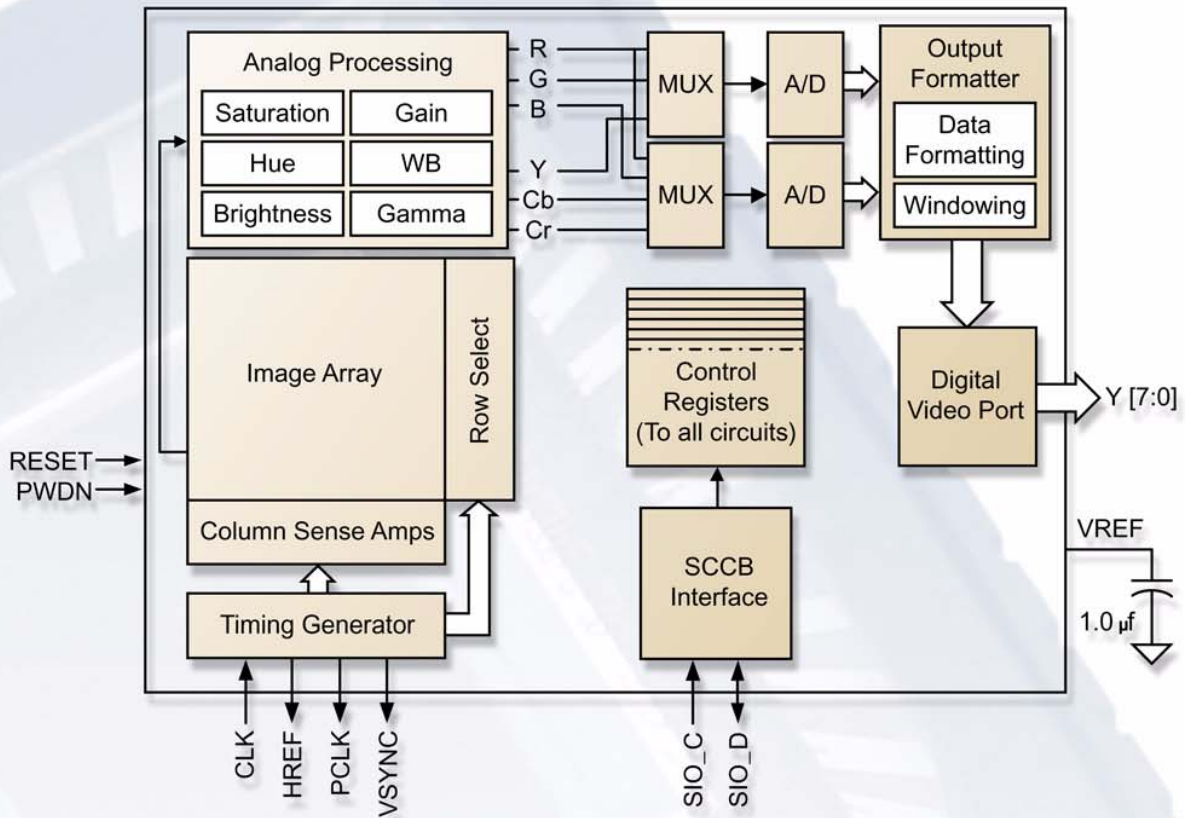 Analog Processing
Saturation
Gain
Hue
WB
Brightness
Gamma
R
G
B
Y
Cb
Cr
MUX
A/D
MUX
A/D
Output
Formatter
Data
Formatting
Windowing
Image Array
Row Select
Column Sense Amps
Timing Generator
Control
Registers
(To all circuits)
SCCB
Interface
Digital
Video Port
Y [7:0]
RESET
PWDN
VREF
1.0 µf
CLK
HREF
PCLK
VSYNC
SIO_C
SIO_D